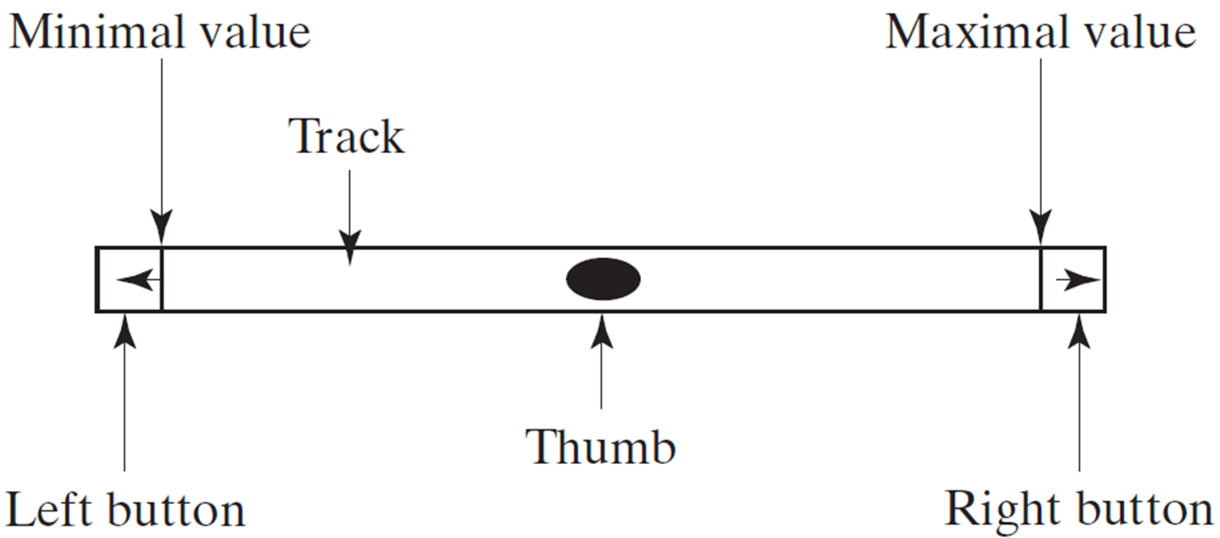 Minimal value
Maximal value
Track
Thumb
Left button
Right button